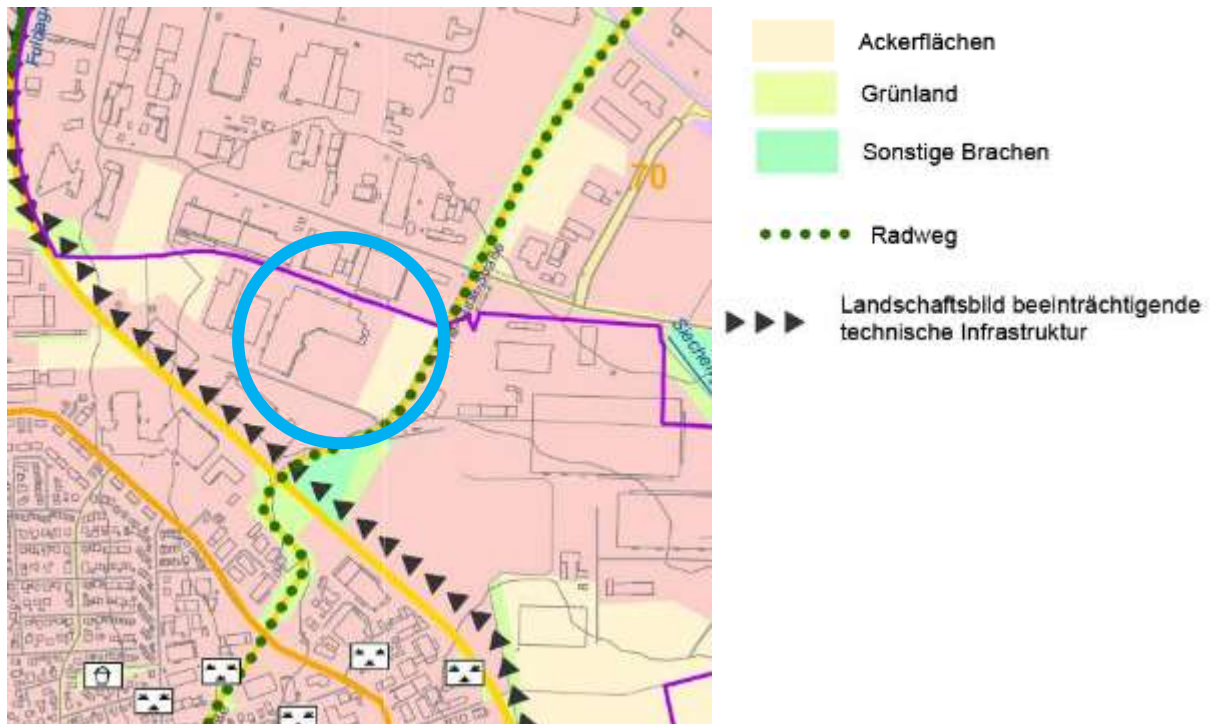 Ackerflächen
Grünland
Sonstige Brachen
70
Radweg
Landschaftsbild beeinträchtigende
technische Infrastruktur